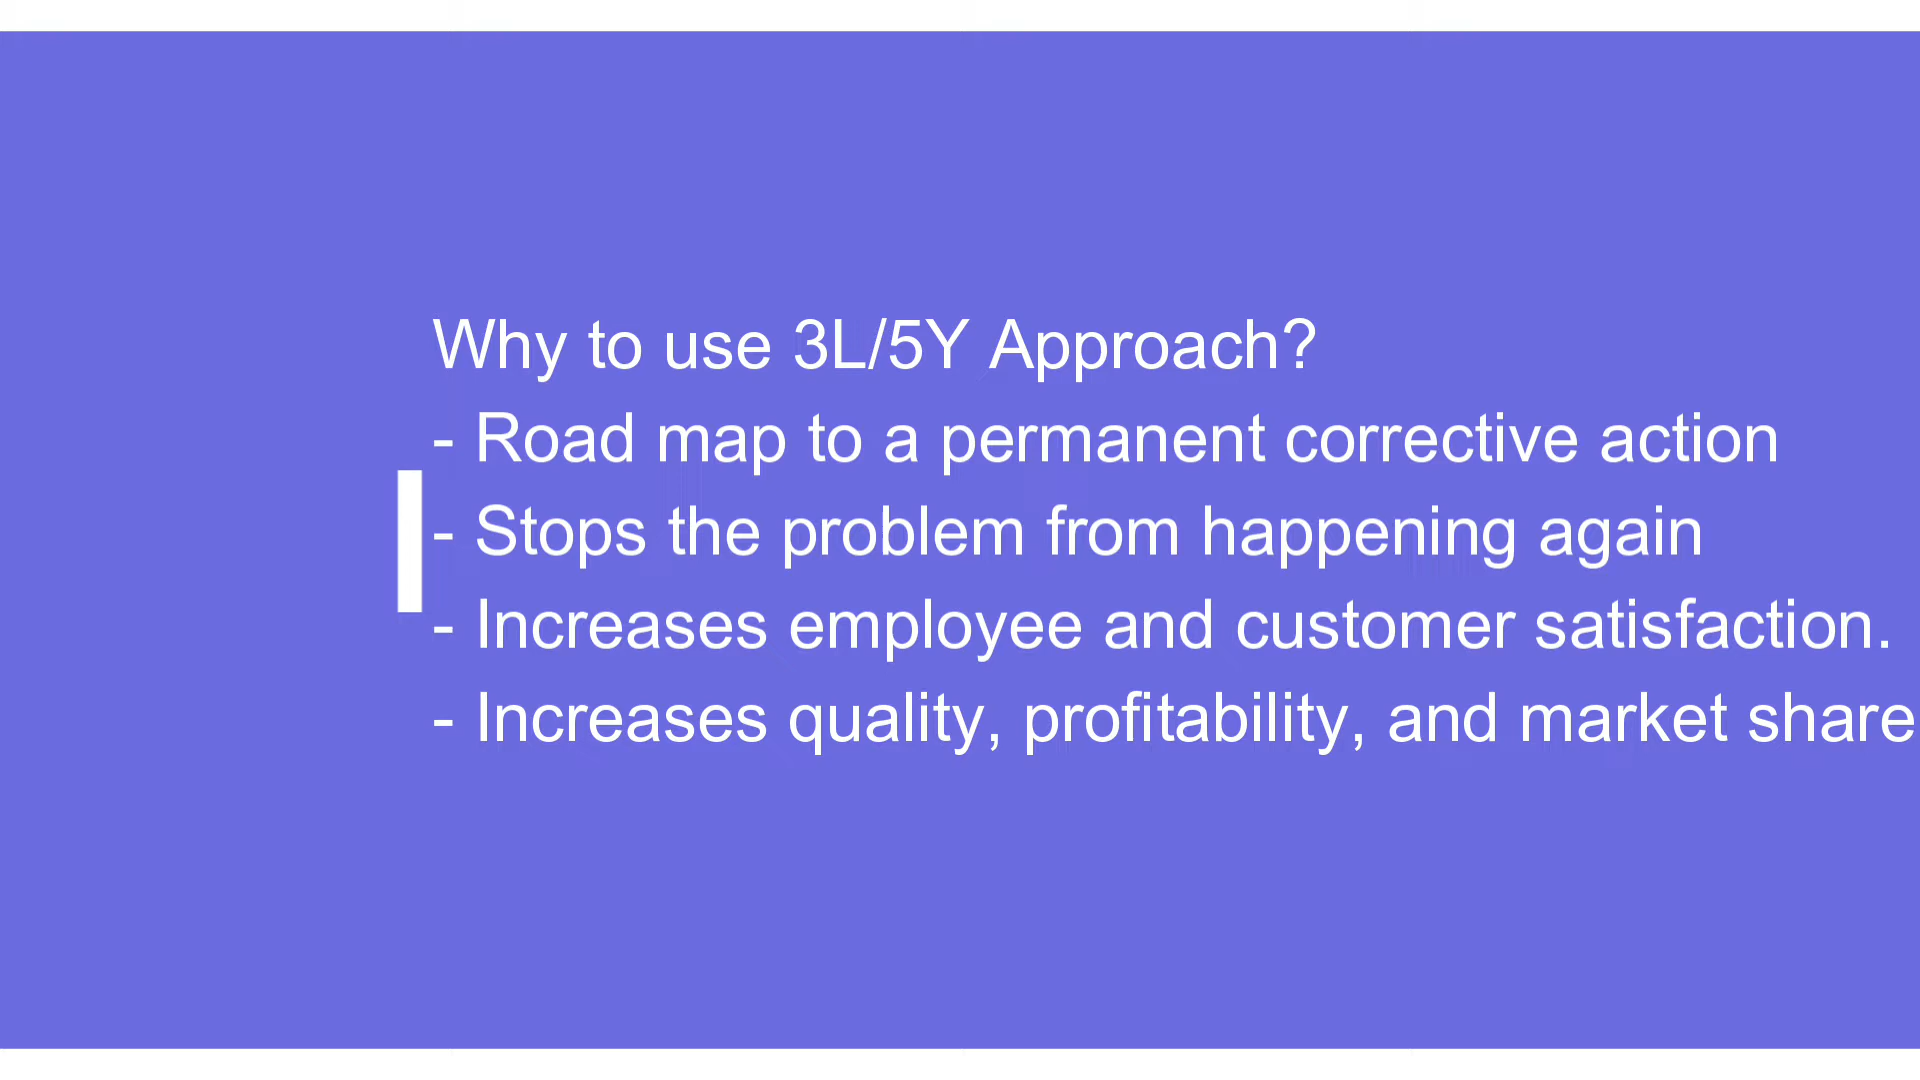 Why to use 3L/5Y Approach?
- Road map to a permanent corrective action
- Stops the problem from happening again
- Increases employee and customer satisfaction.
- Increases quality, profitability, and market share